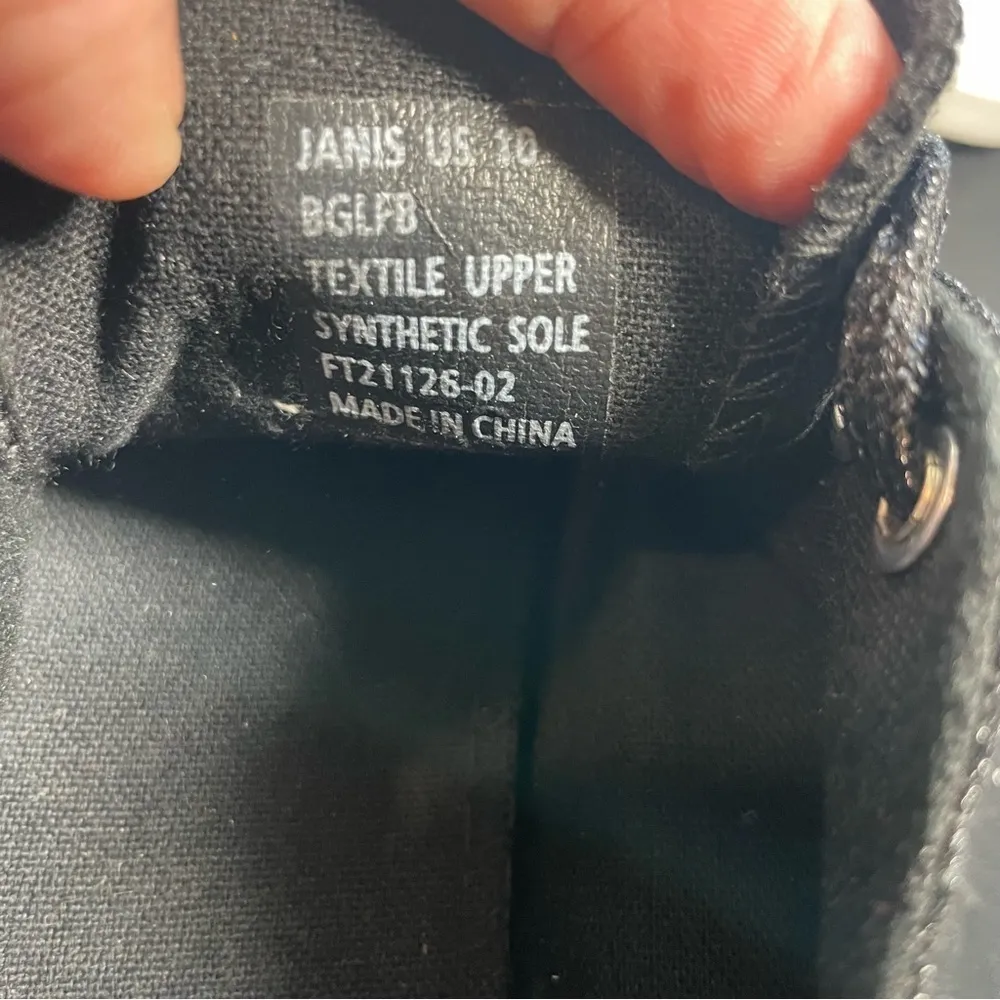 JANIS US 10
BGLFB
TEXTILE UPPER
SYNTHETIC SOLE
FT21126-02
MADE IN CHINA